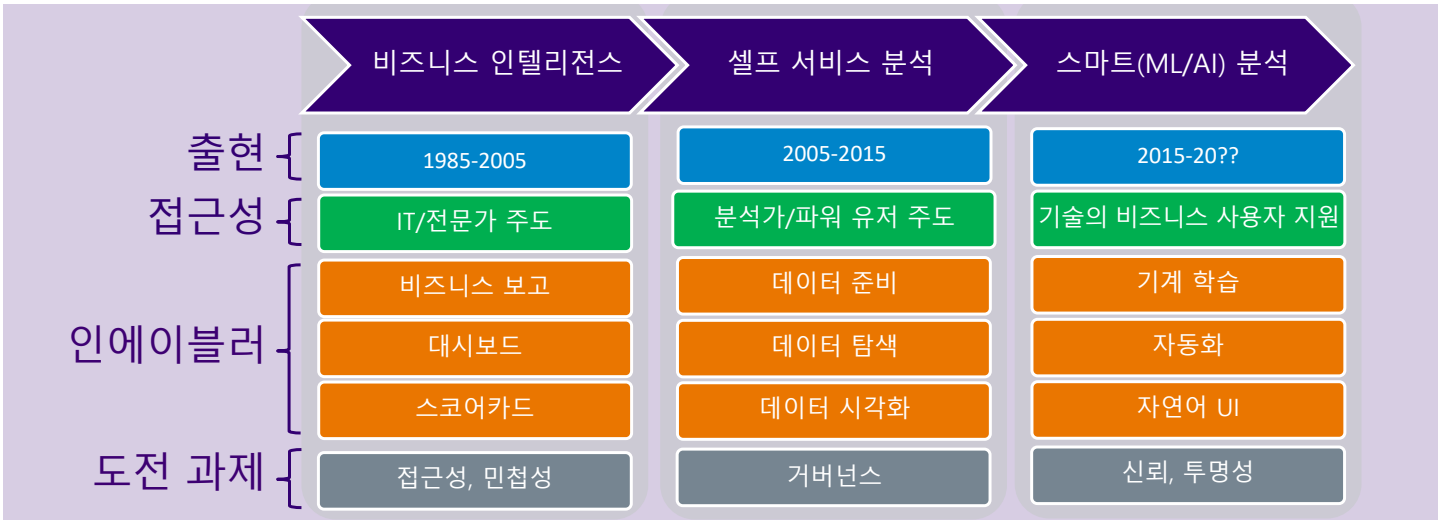 비즈니스 인텔리전스
셀프 서비스 분석
스마트(ML/AI) 분석
출현
1985-2005
2005-2015
2015-20??
접근성
IT/전문가 주도
분석가/파워 유저 주도
기술의 비즈니스 사용자 지원
인에이블러
비즈니스 보고
데이터 준비
기계 학습
대시보드
데이터 탐색
자동화
스코어카드
데이터 시각화
자연어 UI
도전 과제
접근성, 민첩성
거버넌스
신뢰, 투명성